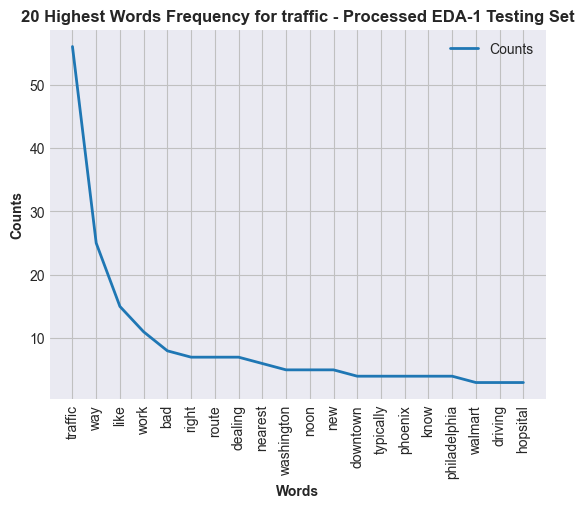 20 Highest Words Frequency for traffic - Processed EDA-1 Testing Set
Counts
50
40
30
20
10
Counts
traffic
way
like
work
bad
right
route
dealing
nearest
washington
noon
new
downtown
typically
phoenix
know
philadelphia
walmart
driving
hopsital
Words